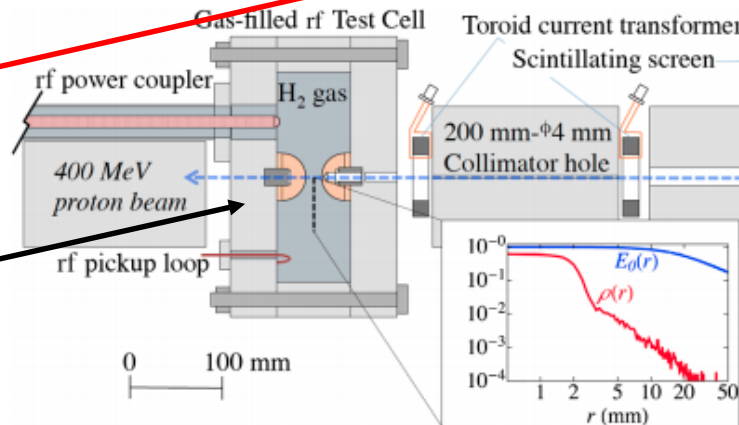 Gas-filled rf Test Cell
Toroid current transformer
Scintillating screen
rf power coupler
H₂ gas
200 mm-ϕ4 mm
Collimator hole
400 MeV
proton beam
rf pickup loop
0 100 mm
10⁻⁰
10⁻¹
10⁻²
10⁻³
10⁻⁴
E₀(r)
ρ(r)
1 2 5 10 20 50
r (mm)